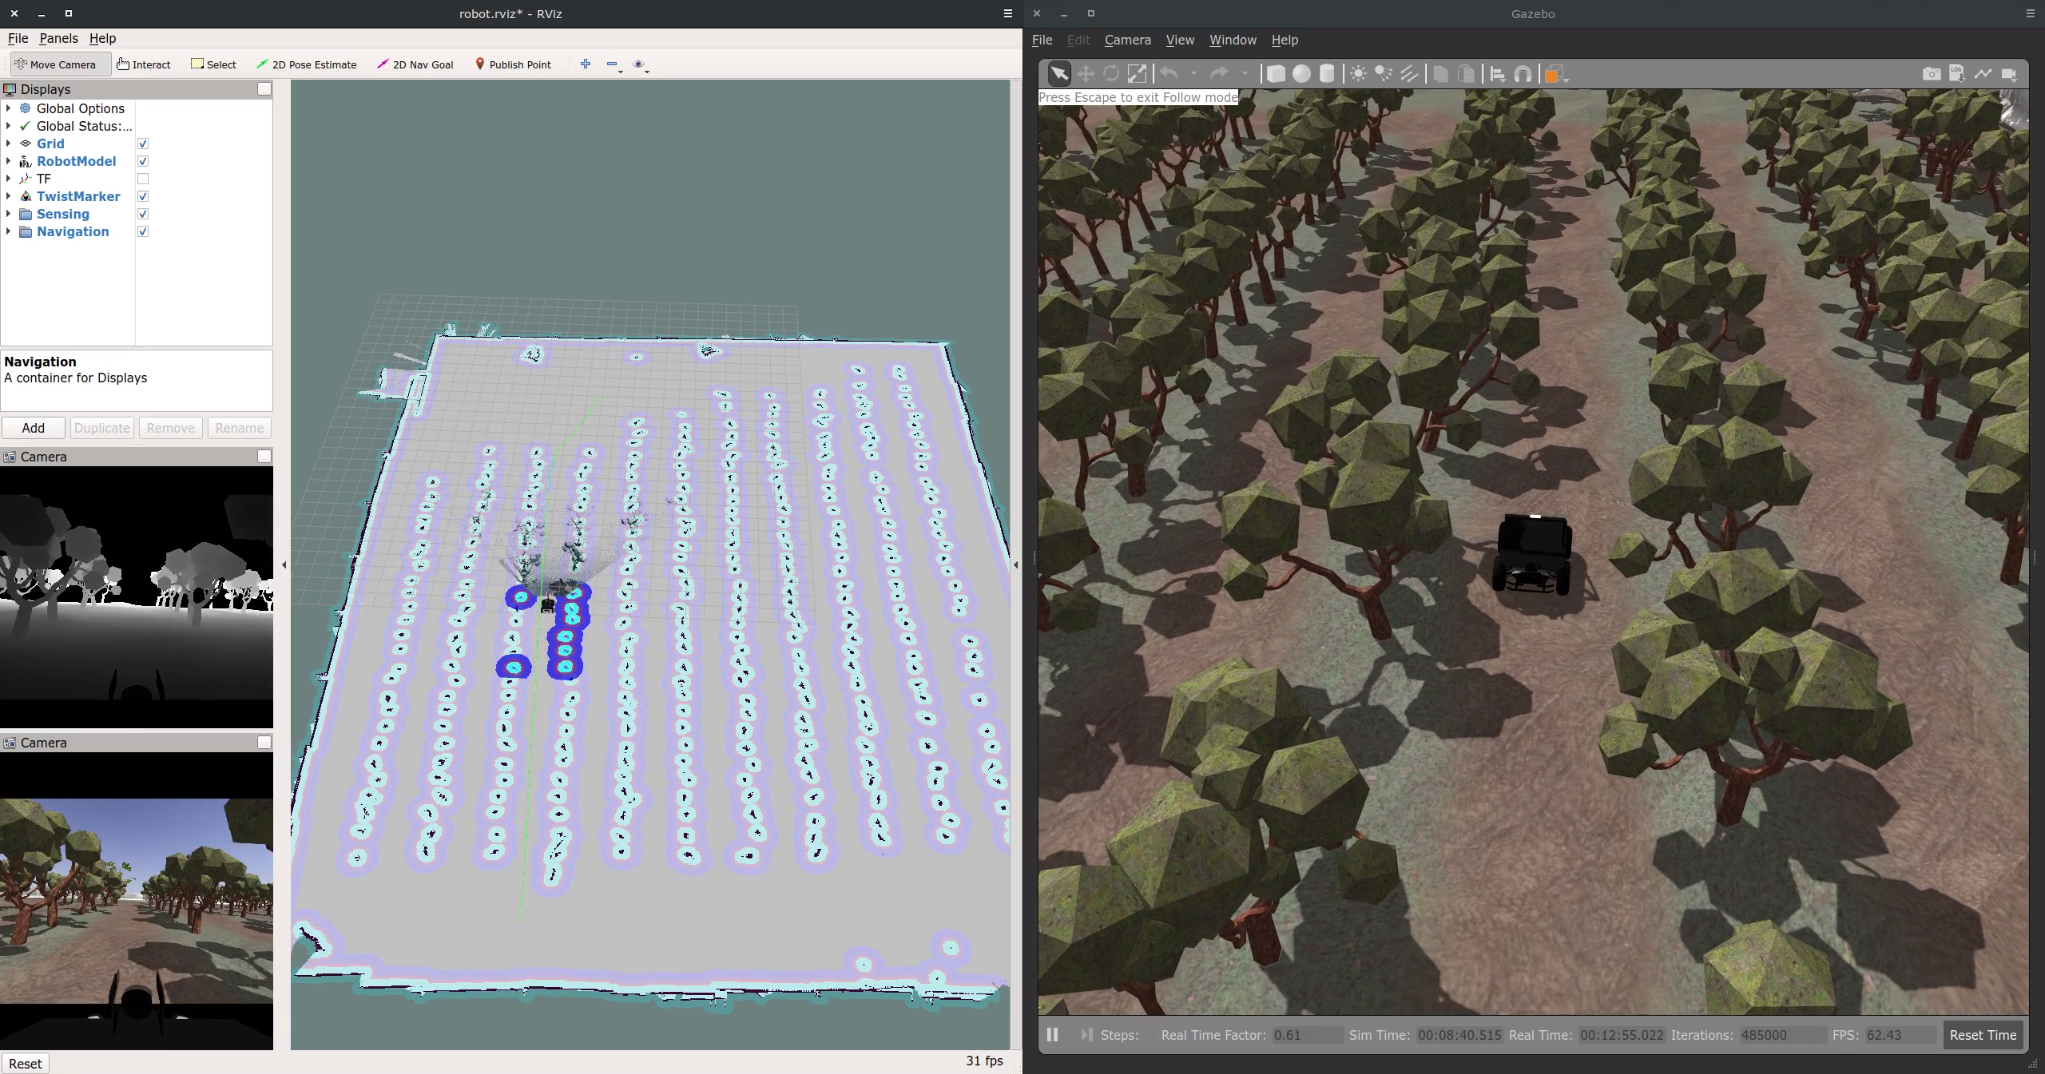 robot.rviz* - RViz
File Panels Help
Move Camera Interact Select 2D Pose Estimate 2D Nav Goal Publish Point
Displays
Global Options
Global Status:...
Grid
RobotModel
TF
TwistMarker
Sensing
Navigation
Navigation
A container for Displays
Add Duplicate Remove Rename
Camera
Camera
Reset
31 fps
Gazebo
File Edit Camera View Window Help
Press Escape to exit Follow mode
Steps: Real Time Factor: 0.61 Sim Time: 00:08:40.515 Real Time: 00:12:55.022 Iterations: 485000 FPS: 62.43 Reset Time